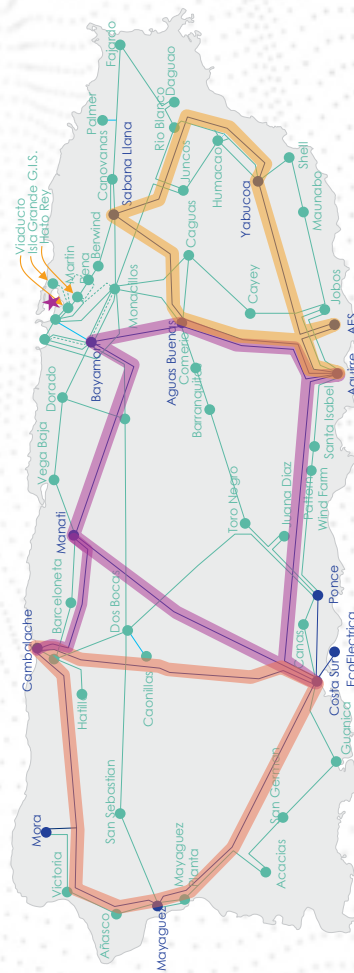 Viaducto
Isla Grande G.I.S.
Hato Rey
Martin
Pena
Berwind
Palmer
Canovanas
Sabana Llana
Fajardo
Daguao
Rio Blanco
Juncos
Humacao
Yabucoa
Shell
Maunabo
Jobos
AES
Aguirre
Caguas
Cayey
Monacillos
Bayamon
Aguas Buenas
Comerio
Barranquitas
Santa Isabel
Pattern
Wind Farm
Juana Diaz
Toro Negro
Dorado
Vega Baja
Manati
Barceloneta
Cambalache
Hatillo
Dos Bocas
Caonillas
Canas
Ponce
Costa Sur
EcoElectrica
Guanica
San German
Acacias
San Sebastian
Mora
Victoria
Añasco
Mayaguez
Mayaguez
Planta